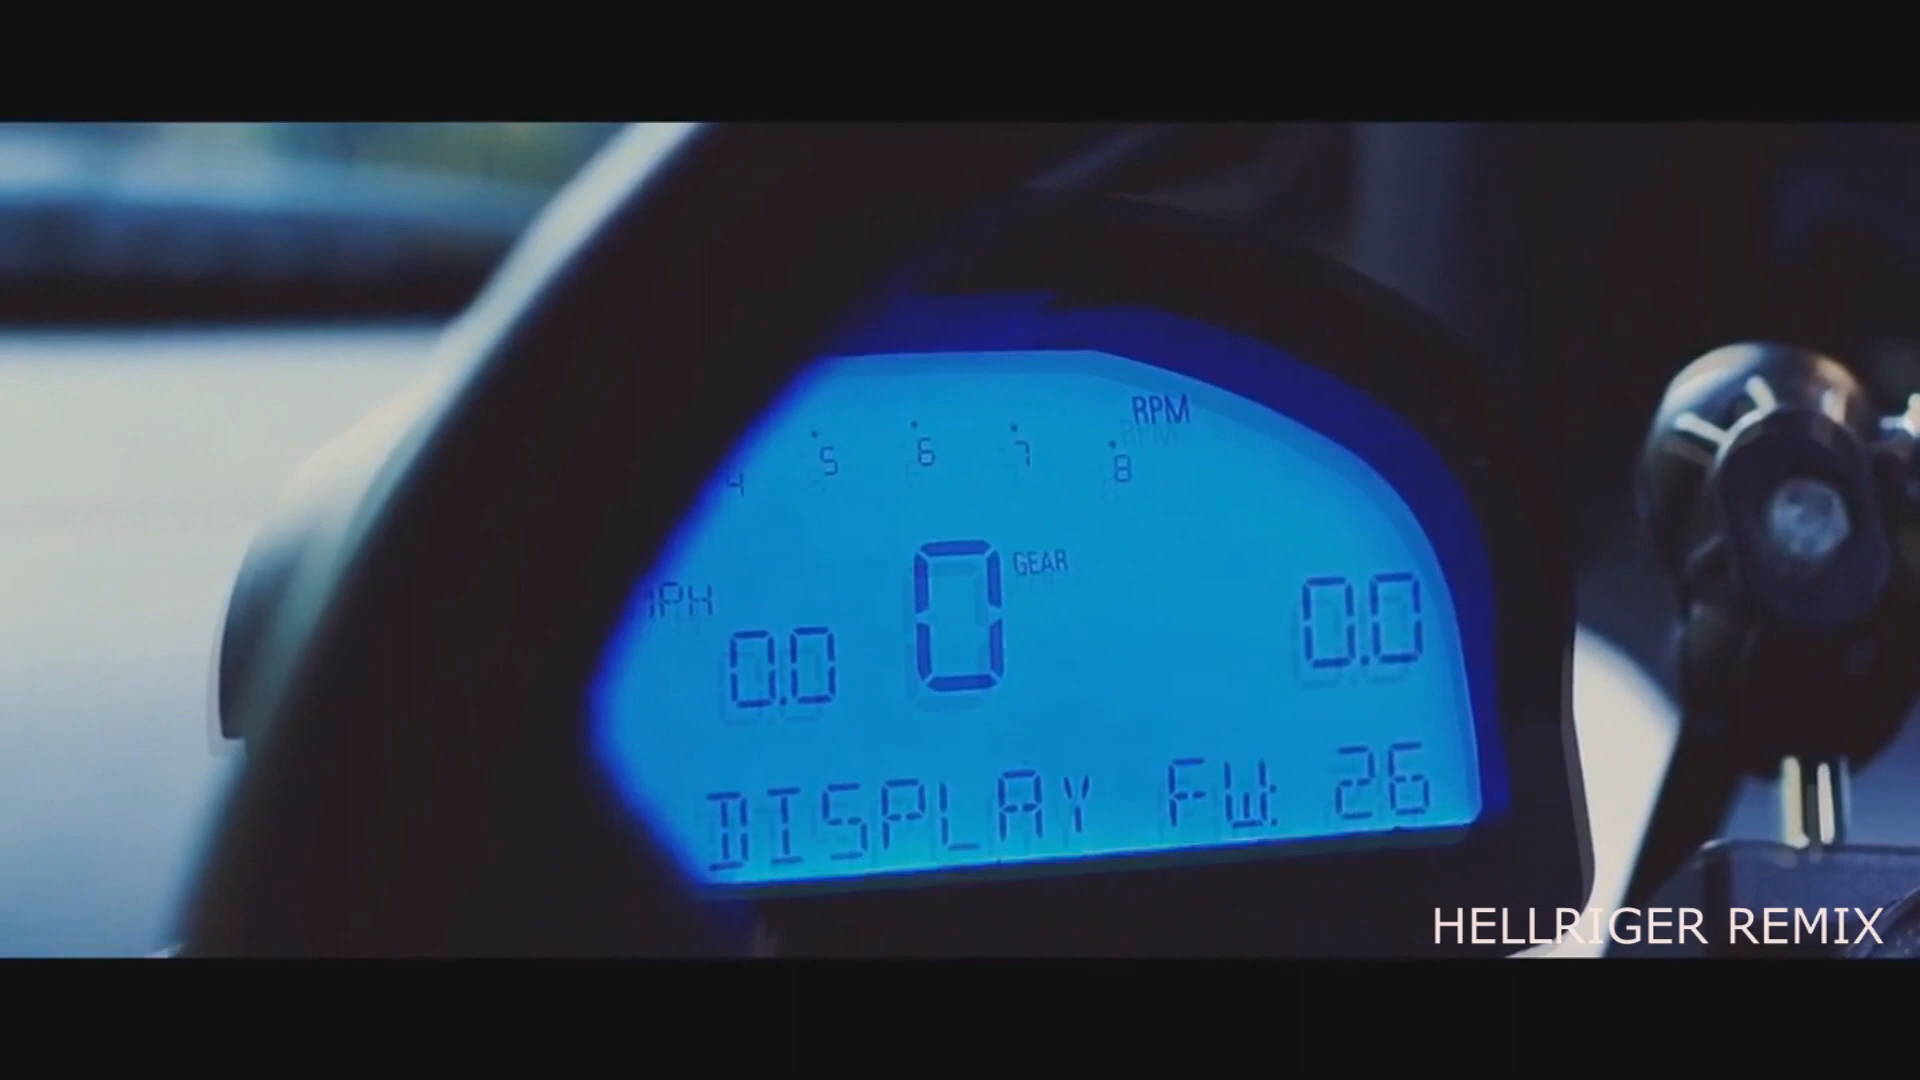 RPM
4 5 6 7 8
GEAR
MPH
0.0 0 0.0
DISPLAY FW: 26
HELLRIGER REMIX